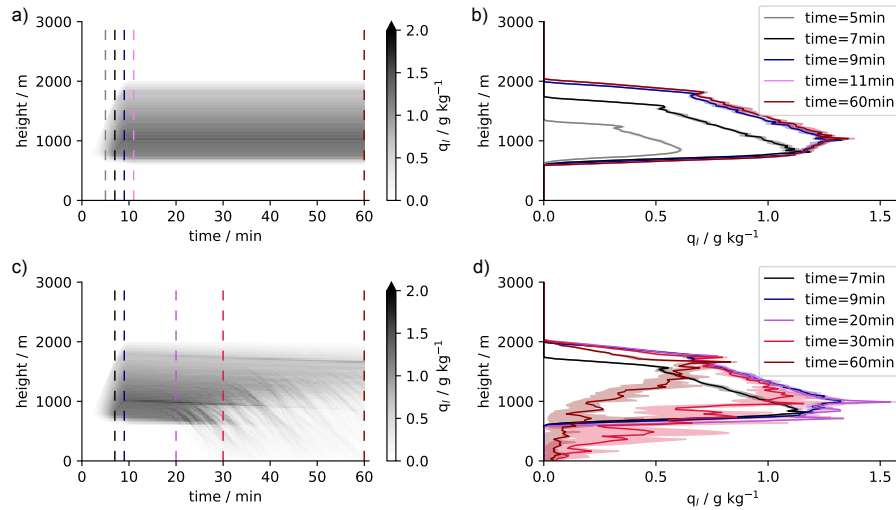 a)
3000
2000
1000
0
height / m
0 10 20 30 40 50 60
time / min
2.0
1.5
1.0
0.5
0.0
qₗ / g kg⁻¹
b)
3000
2000
1000
0
height / m
0.0 0.5 1.0 1.5
qₗ / g kg⁻¹
time=5min
time=7min
time=9min
time=11min
time=60min
c)
3000
2000
1000
0
height / m
0 10 20 30 40 50 60
time / min
2.0
1.5
1.0
0.5
0.0
qₗ / g kg⁻¹
d)
3000
2000
1000
0
height / m
0.0 0.5 1.0 1.5
qₗ / g kg⁻¹
time=7min
time=9min
time=20min
time=30min
time=60min